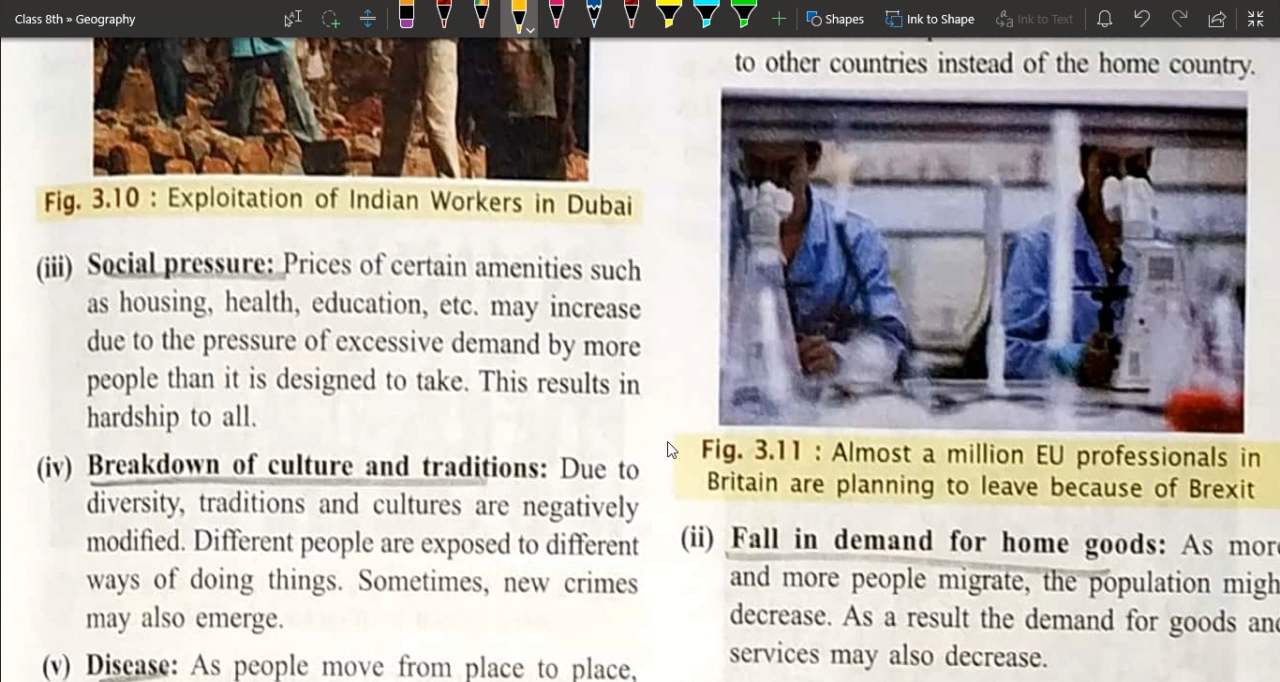 Class 8th » Geography
Shapes
Ink to Shape
Ink to Text
Fig. 3.10 : Exploitation of Indian Workers in Dubai
(iii) Social pressure: Prices of certain amenities such
as housing, health, education, etc. may increase
due to the pressure of excessive demand by more
people than it is designed to take. This results in
hardship to all.
(iv) Breakdown of culture and traditions: Due to
diversity, traditions and cultures are negatively
modified. Different people are exposed to different
ways of doing things. Sometimes, new crimes
may also emerge.
(v) Disease: As people move from place to place,
to other countries instead of the home country.
Fig. 3.11 : Almost a million EU professionals in
Britain are planning to leave because of Brexit
(ii) Fall in demand for home goods: As mor
and more people migrate, the population migh
decrease. As a result the demand for goods an
services may also decrease.